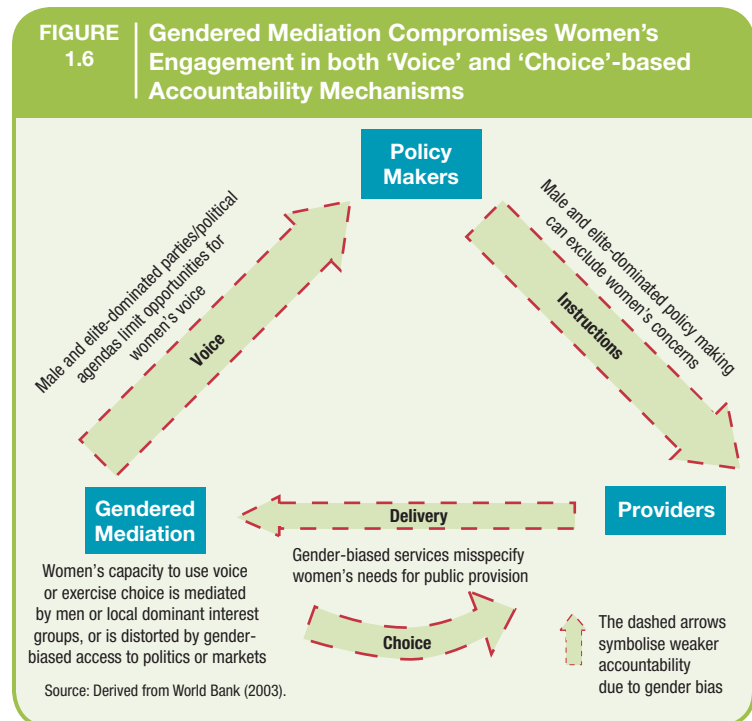 FIGURE
1.6
Gendered Mediation Compromises Women's
Engagement in both 'Voice' and 'Choice'-based
Accountability Mechanisms
Policy
Makers
Male and elite-dominated parties/political
agendas limit opportunities for
women's voice
Voice
Male and elite-dominated policy making
can exclude women's concerns
Instructions
Gendered
Mediation
Delivery
Providers
Women's capacity to use voice
or exercise choice is mediated
by men or local dominant interest
groups, or is distorted by gender-
biased access to politics or markets
Gender-biased services misspecify
women's needs for public provision
Choice
The dashed arrows
symbolise weaker
accountability
due to gender bias
Source: Derived from World Bank (2003).